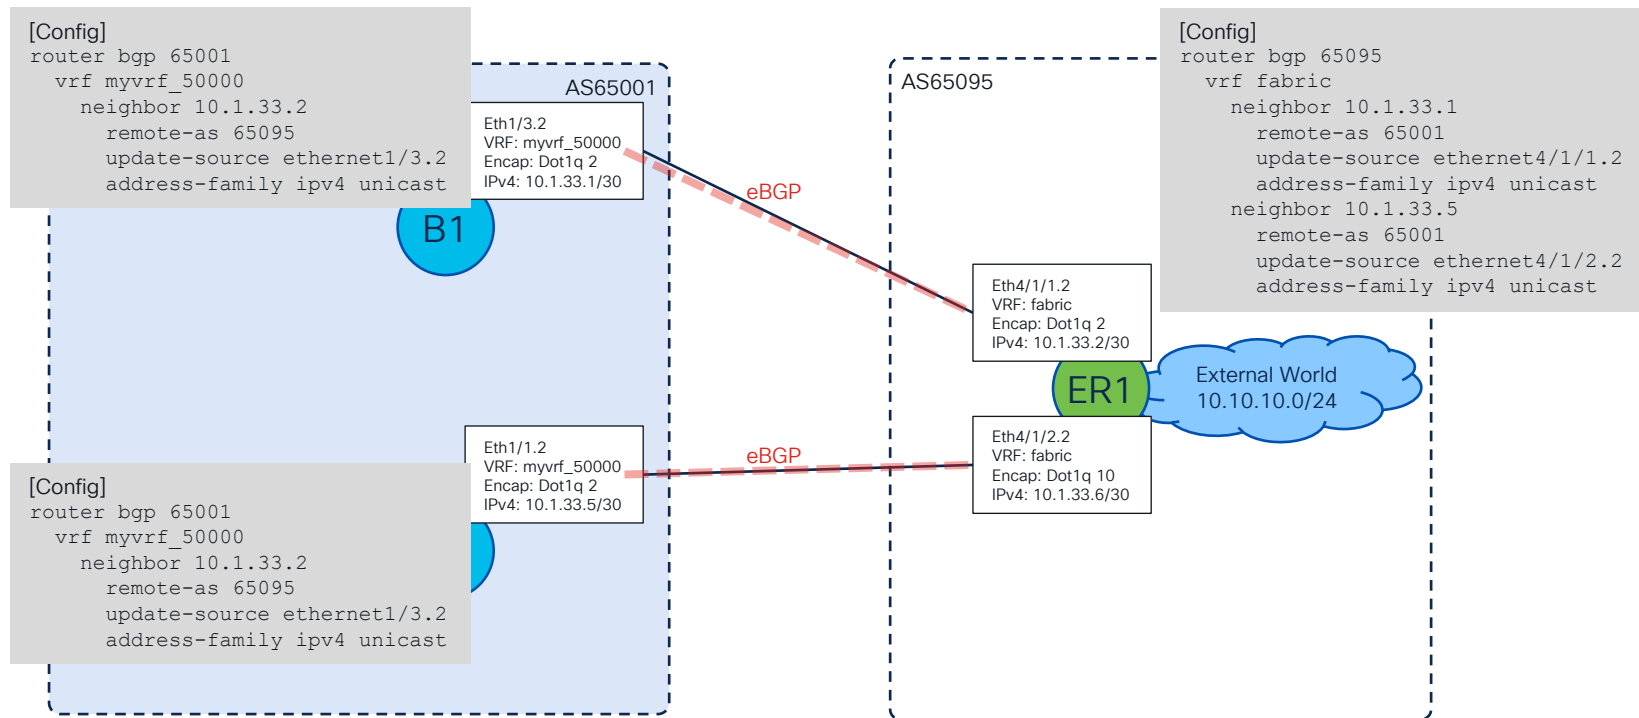 [Config]
router bgp 65001
  vrf myvrf_50000
    neighbor 10.1.33.2
      remote-as 65095
      update-source ethernet1/3.2
      address-family ipv4 unicast
AS65001
Eth1/3.2
VRF: myvrf_50000
Encap: Dot1q 2
IPv4: 10.1.33.1/30
B1
eBGP
AS65095
[Config]
router bgp 65095
  vrf fabric
    neighbor 10.1.33.1
      remote-as 65001
      update-source ethernet4/1/1.2
      address-family ipv4 unicast
    neighbor 10.1.33.5
      remote-as 65001
      update-source ethernet4/1/2.2
      address-family ipv4 unicast
Eth4/1/1.2
VRF: fabric
Encap: Dot1q 2
IPv4: 10.1.33.2/30
ER1
External World
10.10.10.0/24
Eth4/1/2.2
VRF: fabric
Encap: Dot1q 10
IPv4: 10.1.33.6/30
eBGP
Eth1/1.2
VRF: myvrf_50000
Encap: Dot1q 2
IPv4: 10.1.33.5/30
[Config]
router bgp 65001
  vrf myvrf_50000
    neighbor 10.1.33.2
      remote-as 65095
      update-source ethernet1/3.2
      address-family ipv4 unicast